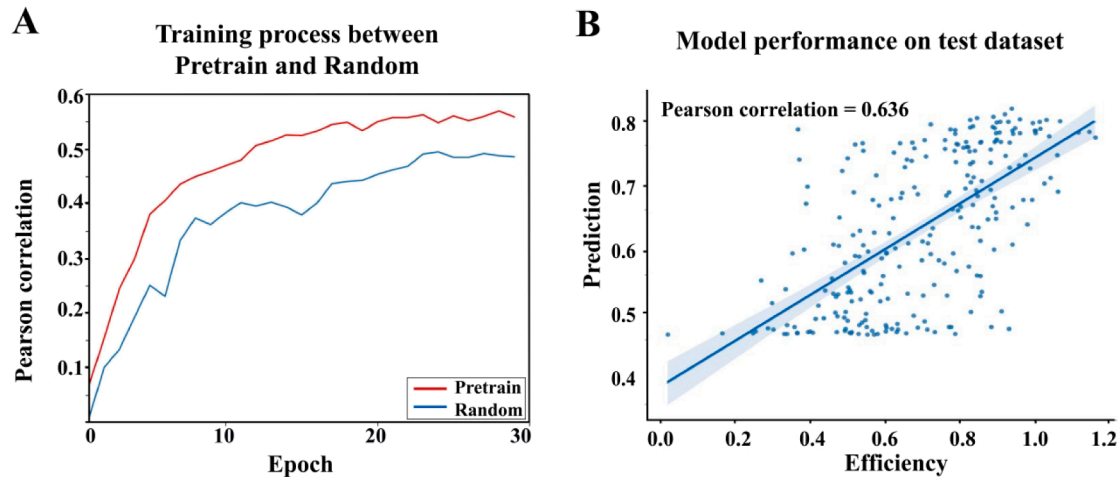 A
Training process between
Pretrain and Random
Pearson correlation
0.6
0.5
0.4
0.3
0.2
0.1
0
10
20
30
Epoch
Pretrain
Random
B
Model performance on test dataset
Pearson correlation = 0.636
Prediction
0.8
0.7
0.6
0.5
0.4
0.0
0.2
0.4
0.6
0.8
1.0
1.2
Efficiency